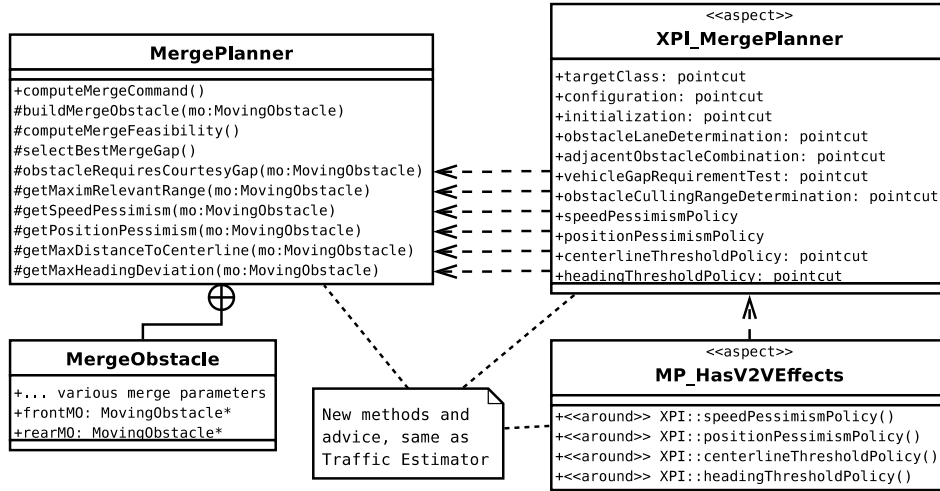 MergePlanner
+computeMergeCommand()
#buildMergeObstacle(mo:MovingObstacle)
#computeMergeFeasibility()
#selectBestMergeGap()
#obstacleRequiresCourtesyGap(mo:MovingObstacle)
#getMaximRelevantRange(mo:MovingObstacle)
#getSpeedPessimism(mo:MovingObstacle)
#getPositionPessimism(mo:MovingObstacle)
#getMaxDistanceToCenterline(mo:MovingObstacle)
#getMaxHeadingDeviation(mo:MovingObstacle)
<<aspect>>
XPI_MergePlanner
+targetClass: pointcut
+configuration: pointcut
+initialization: pointcut
+obstacleLaneDetermination: pointcut
+adjacentObstacleCombination: pointcut
+vehicleGapRequirementTest: pointcut
+obstacleCullingRangeDetermination: pointcut
+speedPessimismPolicy
+positionPessimismPolicy
+centerlineThresholdPolicy: pointcut
+headingThresholdPolicy: pointcut
MergeObstacle
+... various merge parameters
+frontMO: MovingObstacle*
+rearMO: MovingObstacle*
New methods and
advice, same as
Traffic Estimator
<<aspect>>
MP_HasV2VEffects
+<<around>> XPI::speedPessimismPolicy()
+<<around>> XPI::positionPessimismPolicy()
+<<around>> XPI::centerlineThresholdPolicy()
+<<around>> XPI::headingThresholdPolicy()